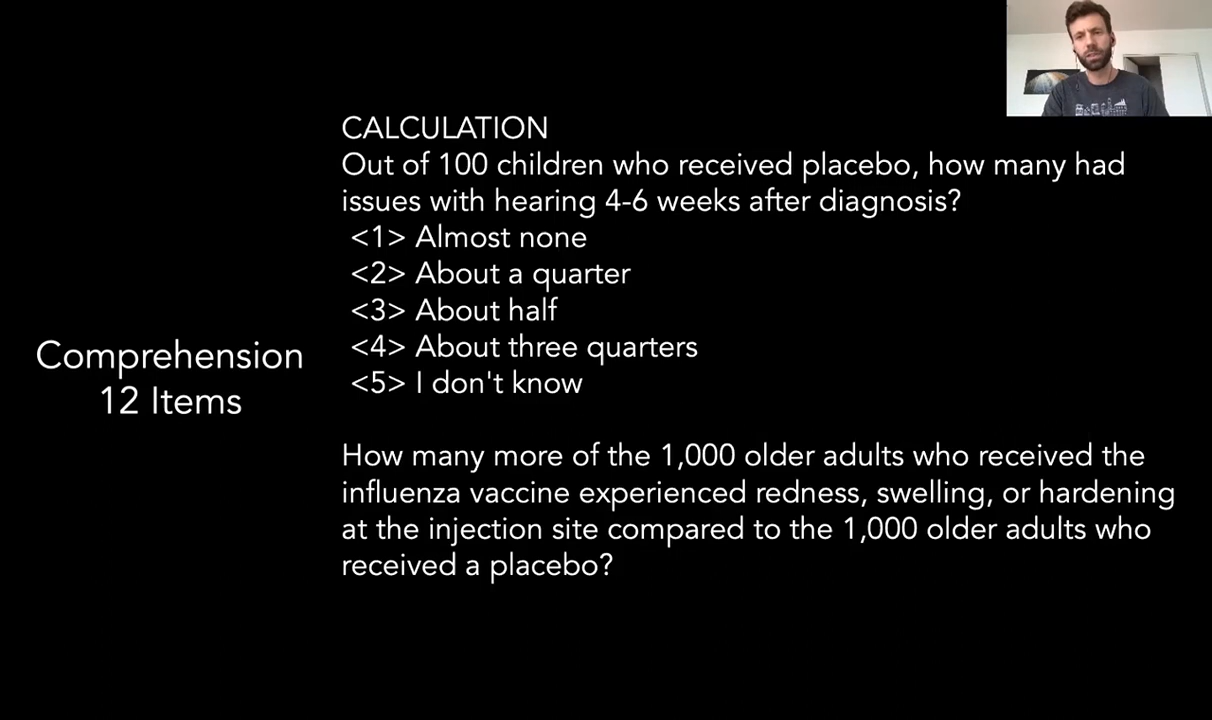 CALCULATION
Out of 100 children who received placebo, how many had
issues with hearing 4-6 weeks after diagnosis?
<1> Almost none
<2> About a quarter
<3> About half
<4> About three quarters
<5> I don't know
Comprehension
12 Items
How many more of the 1,000 older adults who received the
influenza vaccine experienced redness, swelling, or hardening
at the injection site compared to the 1,000 older adults who
received a placebo?